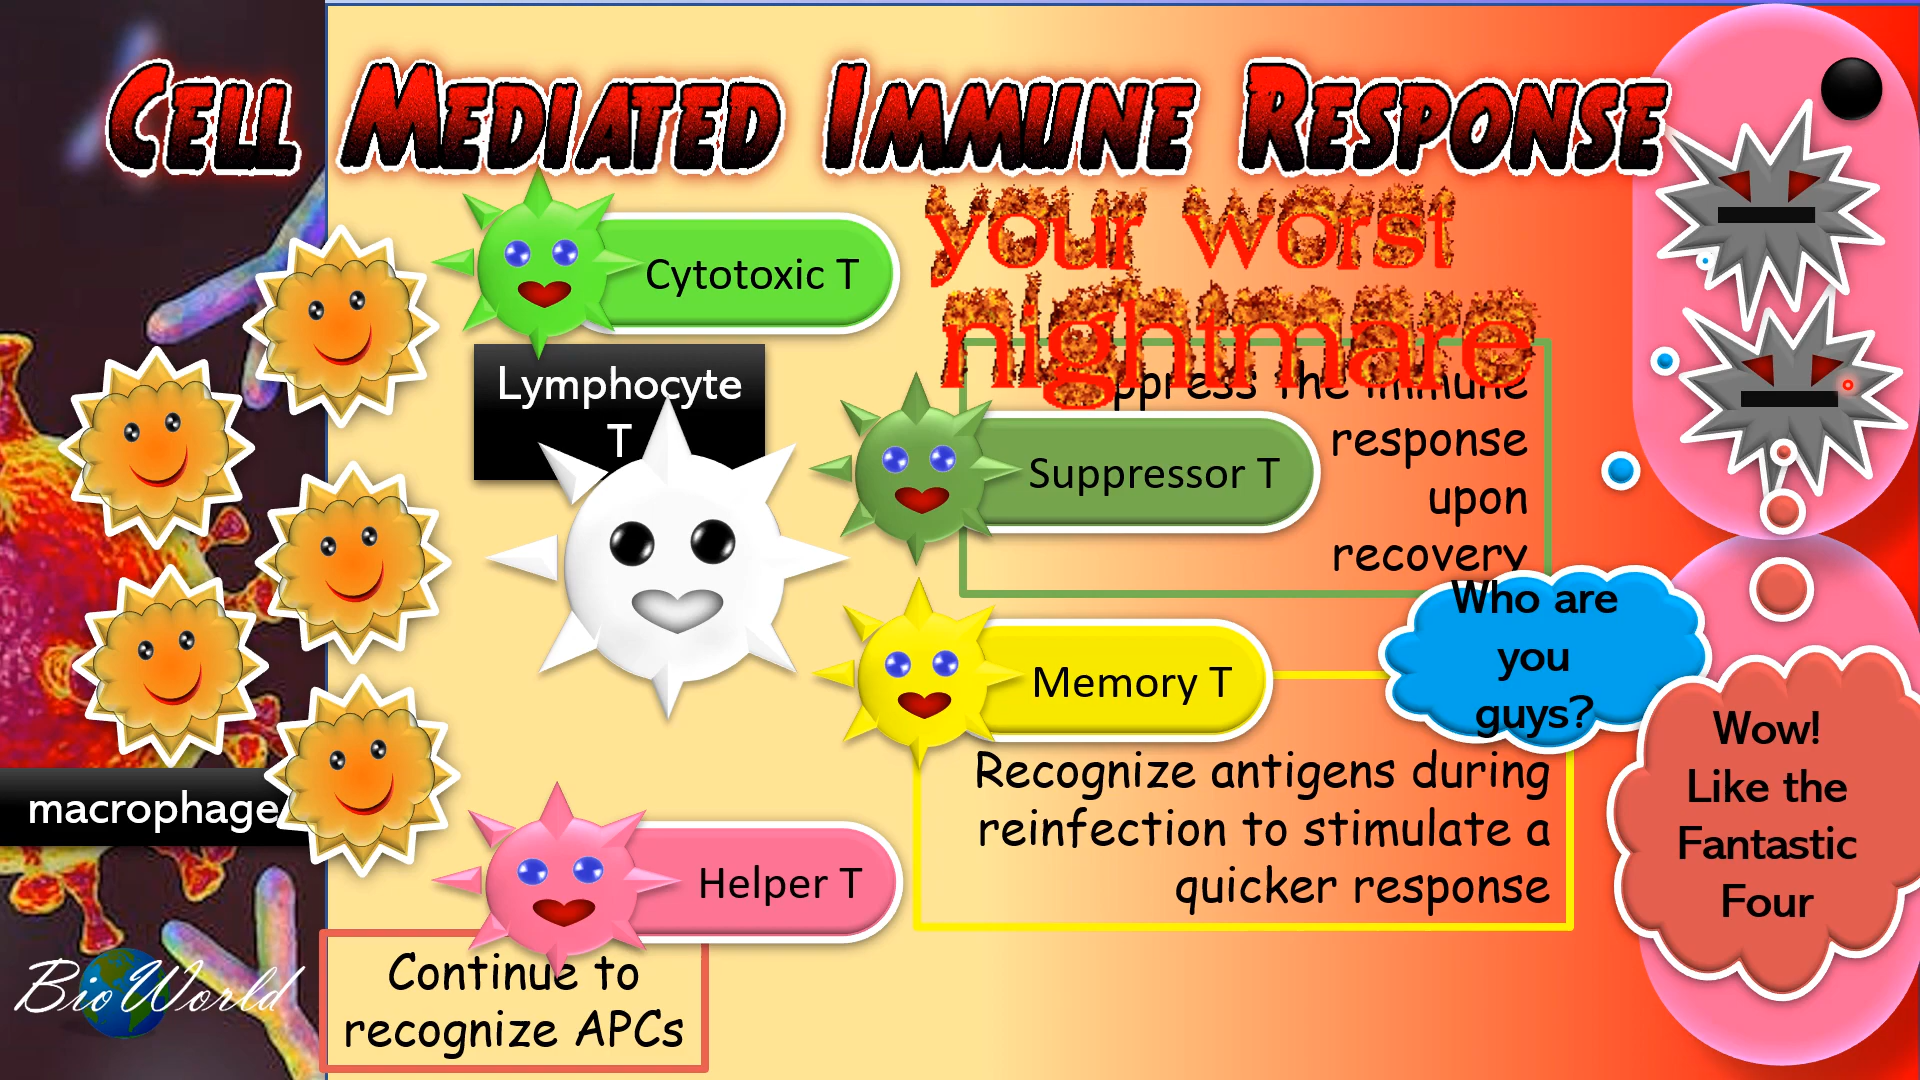 Cell Mediated Immune Response
your worst
nightmare
Cytotoxic T
Lymphocyte
T
the immune
response
upon
recovery
Suppressor T
Memory T
Who are
you
guys?
Recognize antigens during
reinfection to stimulate a
quicker response
Wow!
Like the
Fantastic
Four
macrophage
Helper T
Continue to
recognize APCs
BioWorld